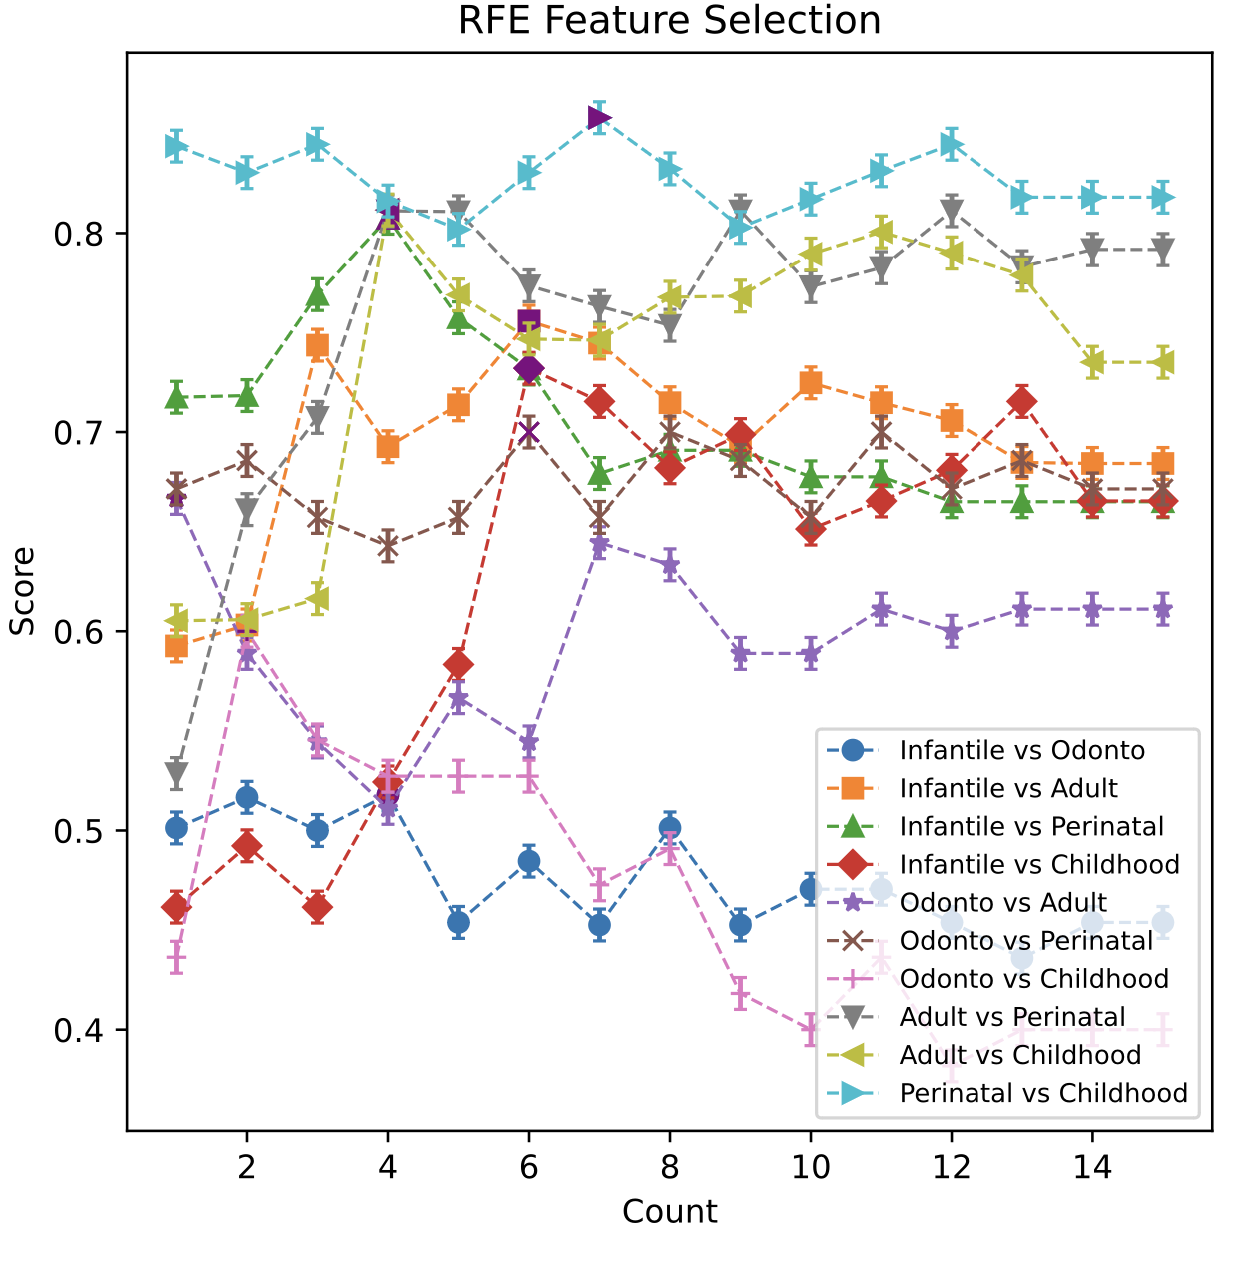 RFE Feature Selection
Score
0.8
0.7
0.6
0.5
0.4
Infantile vs Odonto
Infantile vs Adult
Infantile vs Perinatal
Infantile vs Childhood
Odonto vs Adult
Odonto vs Perinatal
Odonto vs Childhood
Adult vs Perinatal
Adult vs Childhood
Perinatal vs Childhood
2 4 6 8 10 12 14
Count